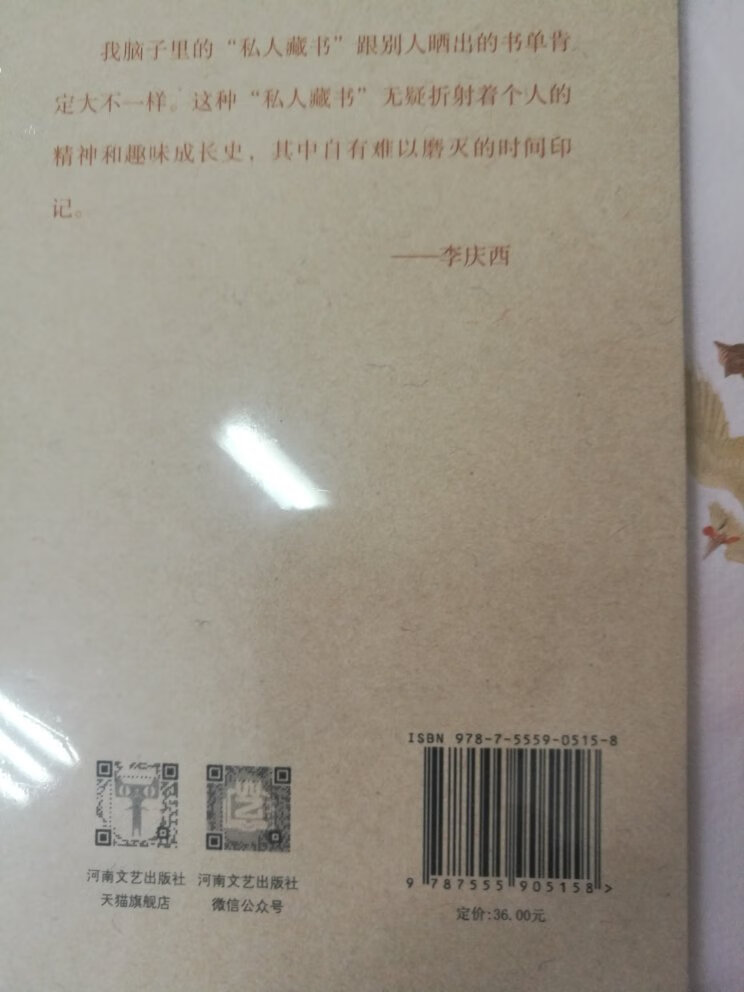 我脑子里的“私人藏书”跟别人晒出的书单肯
定大不一样。这种“私人藏书”无疑折射着个人的
精神和趣味成长史，其中自有难以磨灭的时间印
记。
——李庆西
ISBN 978-7-5559-0515-8
9 787555 905158 >
定价:36.00元
河南文艺出版社
天猫旗舰店
河南文艺出版社
微信公众号